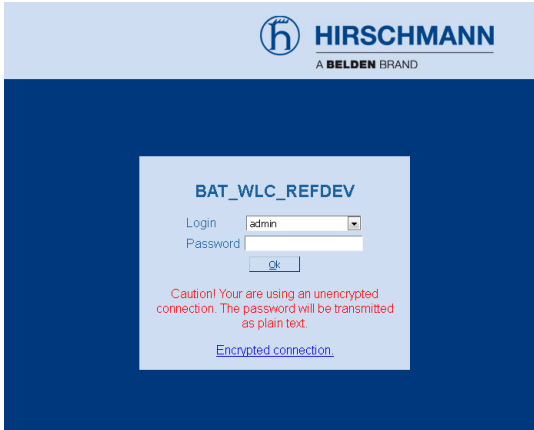 HIRSCHMANN
A BELDEN BRAND
BAT_WLC_REFDEV
Login admin
Password
Ok
Caution! Your are using an unencrypted
connection. The password will be transmitted
as plain text.
Encrypted connection.